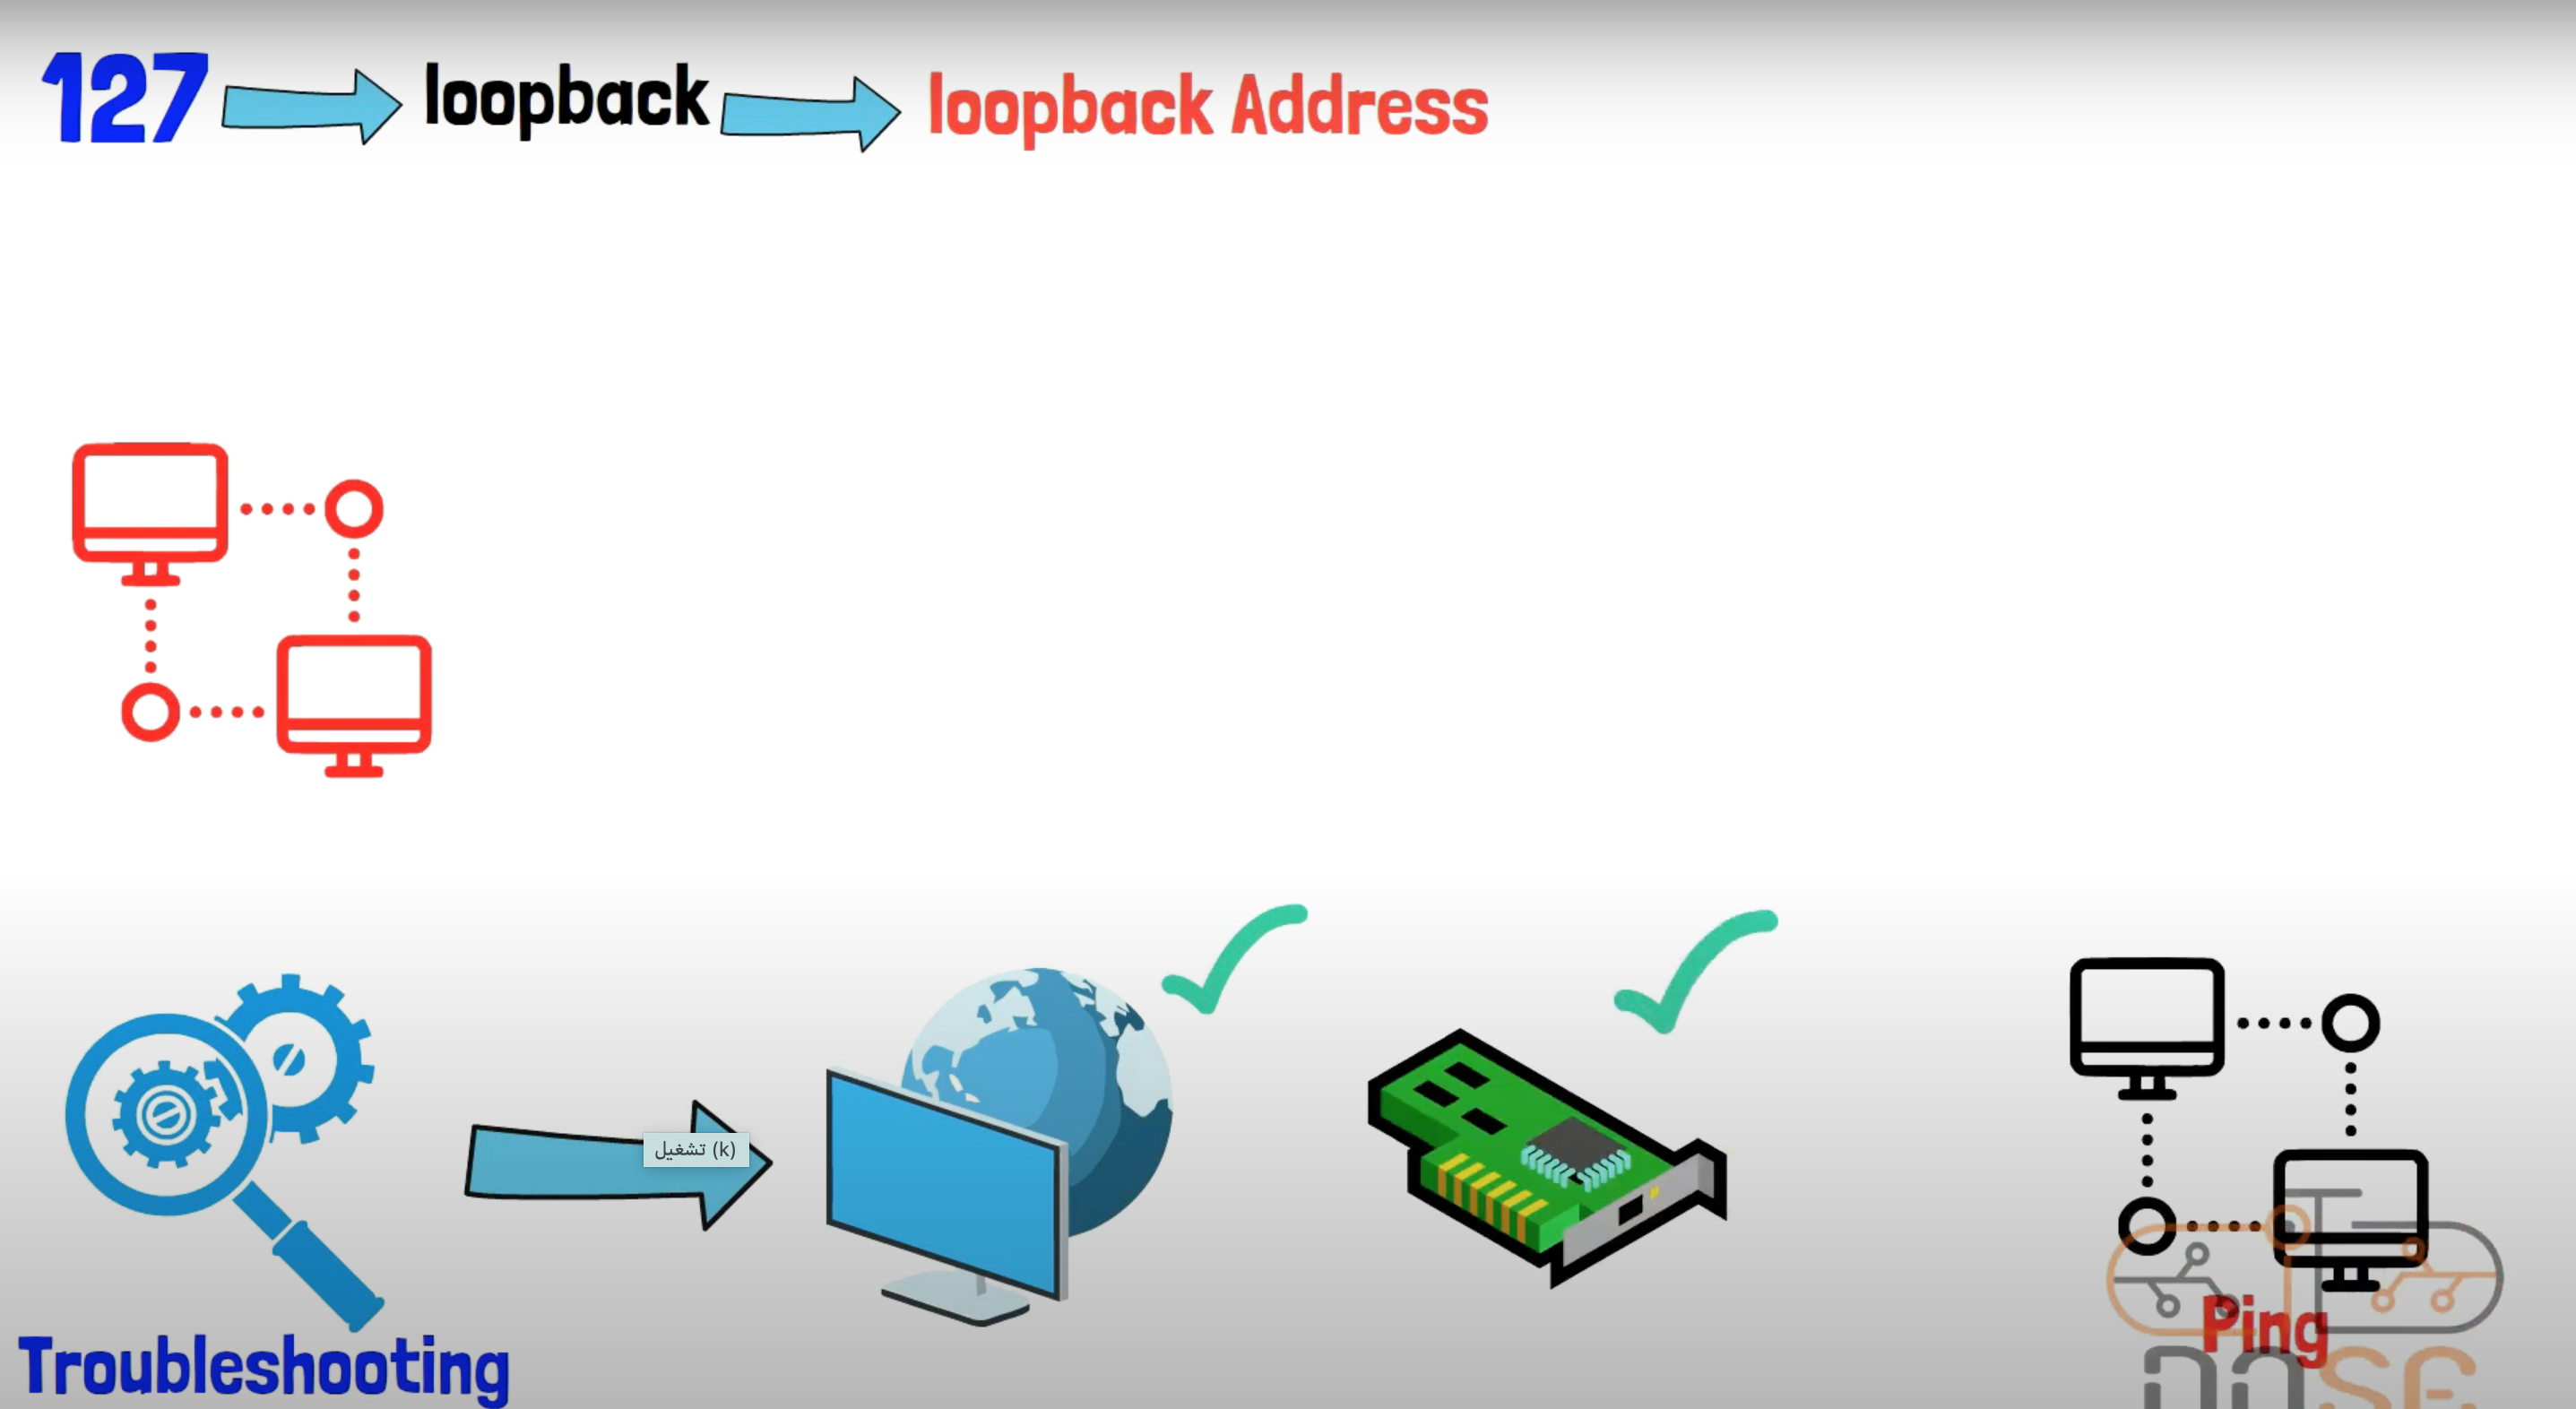 127 loopback loopback Address
تشغيل (k)
Troubleshooting
Ping